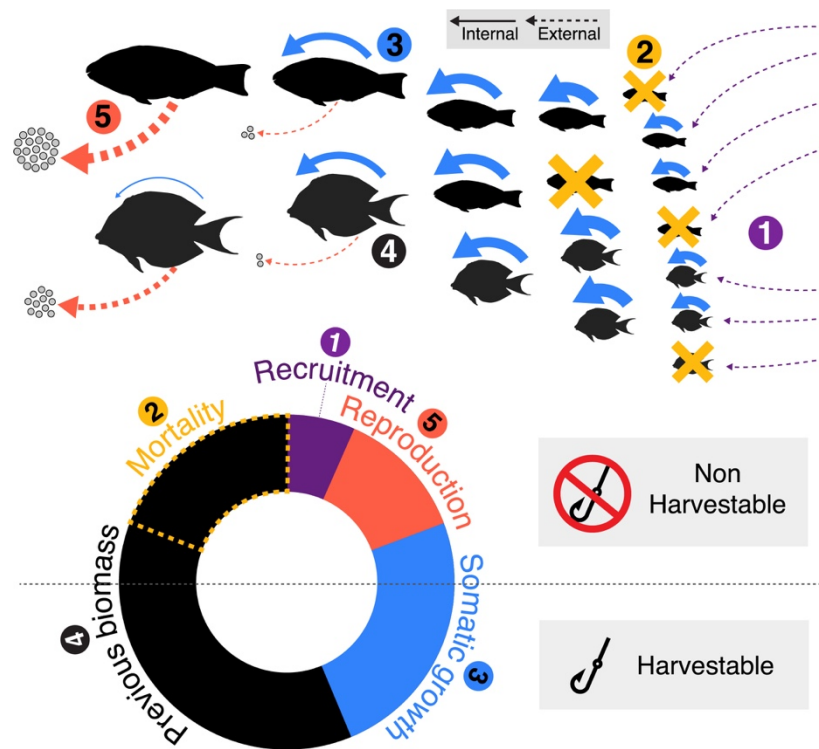 Internal External
3
2
5
1
4
1
Recruitment
2
Mortality
5
Reproduction
Non
Harvestable
Previous biomass
4
Somatic growth
3
Harvestable